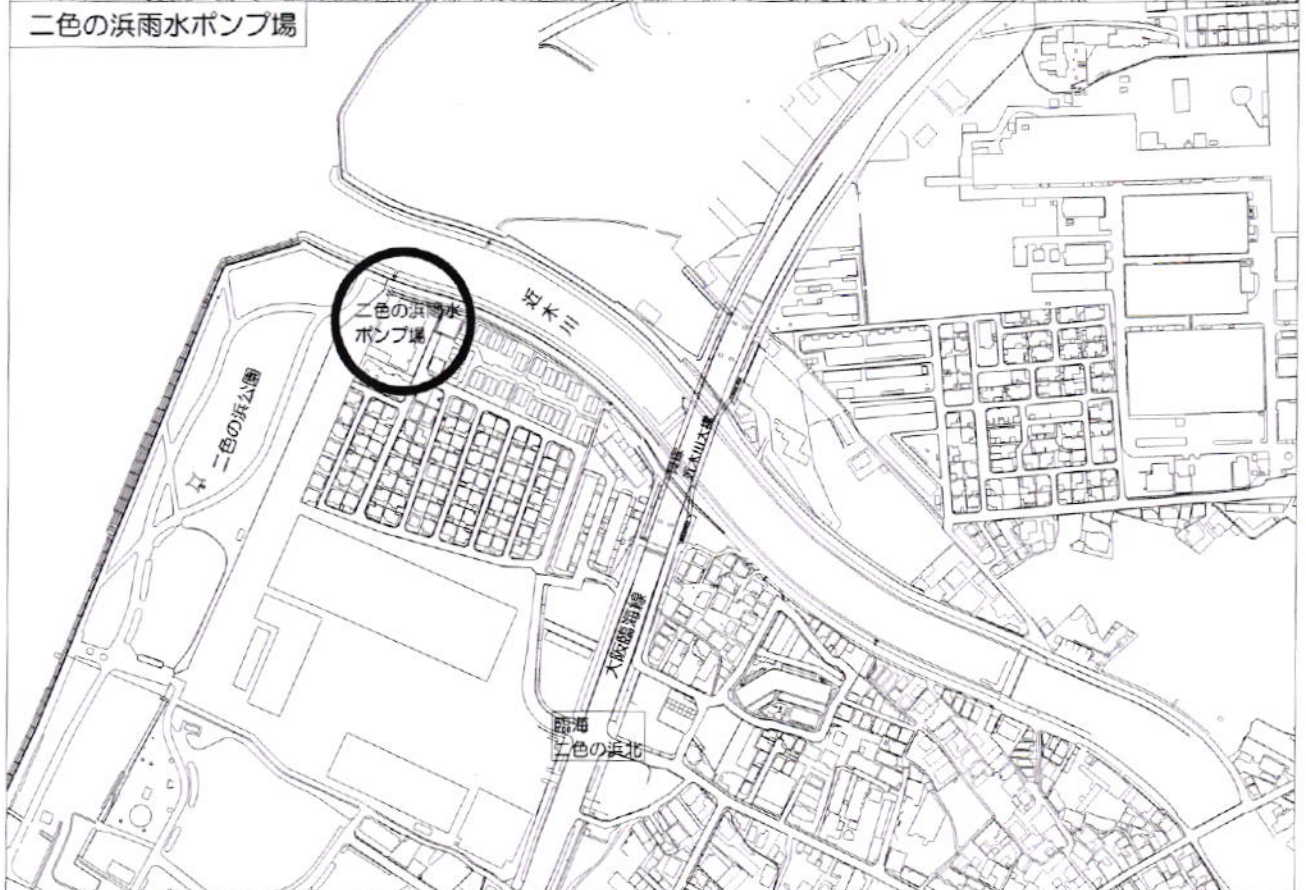 二色の浜雨水ポンプ場
二色の浜雨水
ポンプ場
近木川
二色の浜公園
近木川大橋
大阪臨海線
臨海
二色の浜北